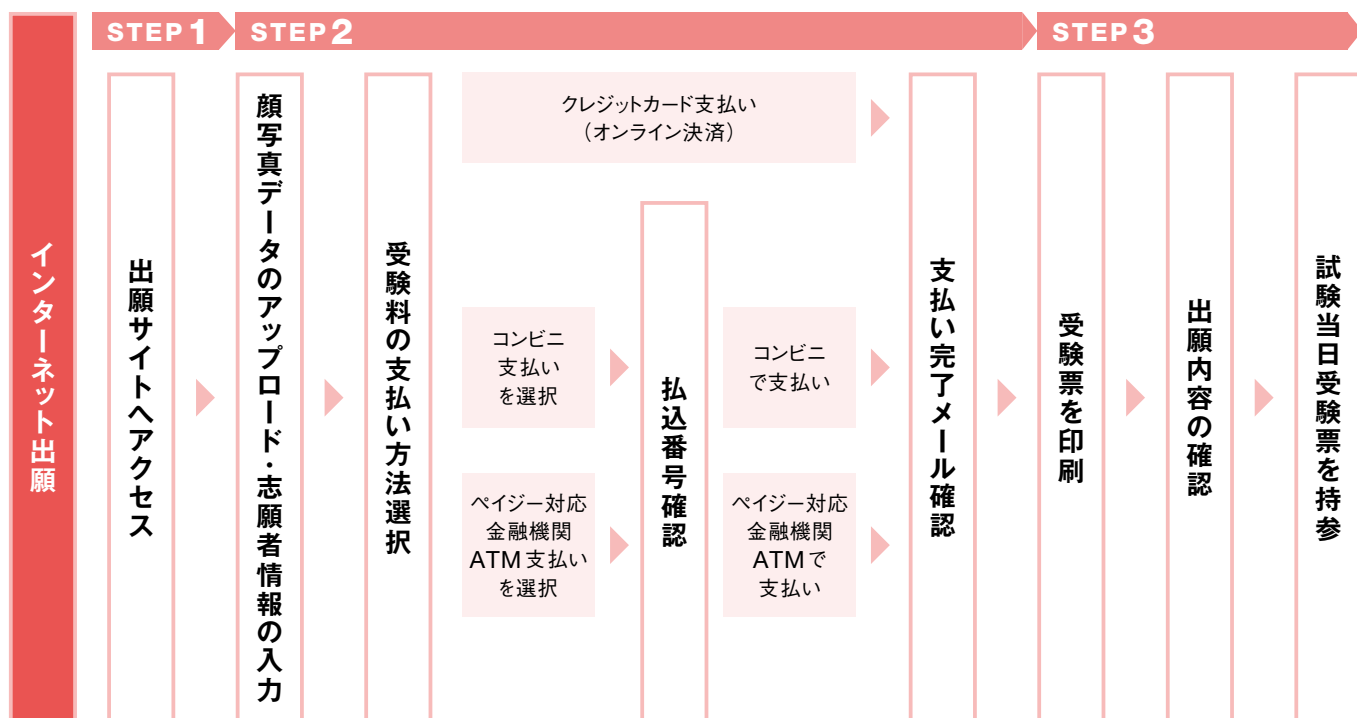 STEP 1
STEP 2
STEP 3
インターネット出願
出願サイトへアクセス
顔写真データのアップロード・志願者情報の入力
受験料の支払い方法選択
クレジットカード支払い
（オンライン決済）
コンビニ
支払い
を選択
ペイジー対応
金融機関
ATM支払い
を選択
払込番号確認
コンビニ
で支払い
ペイジー対応
金融機関
ATMで
支払い
支払い完了メール確認
受験票を印刷
出願内容の確認
試験当日受験票を持参